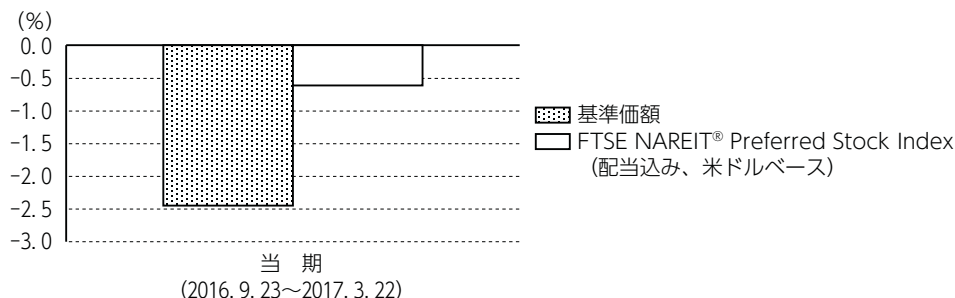 (%)
0.0
-0.5
-1.0
-1.5
-2.0
-2.5
-3.0
当 期
(2016. 9. 23～2017. 3. 22)
基準価額
FTSE NAREIT® Preferred Stock Index
（配当込み、米ドルベース）